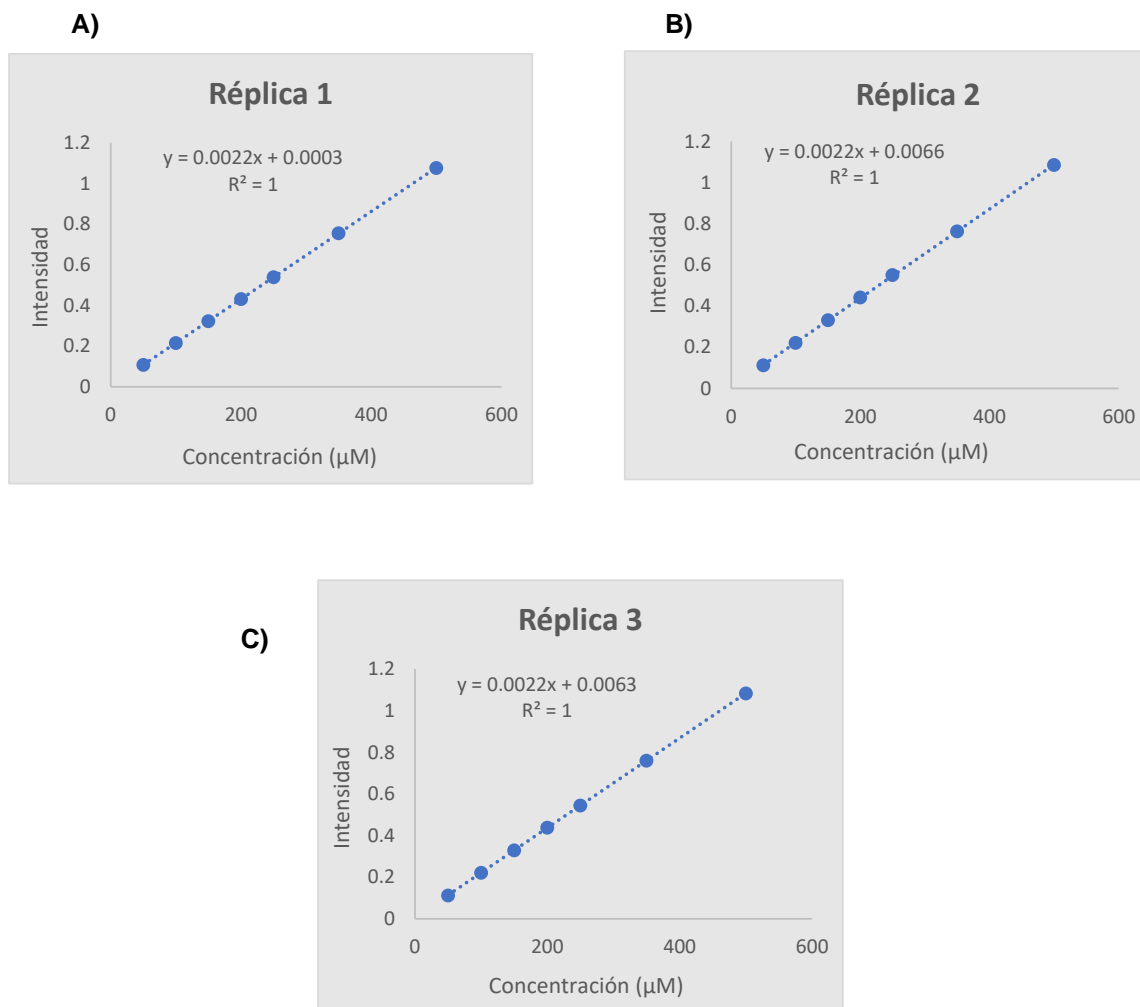 A)
Réplica 1
y = 0.0022x + 0.0003
R² = 1
1.2
1
0.8
0.6
0.4
0.2
0
0 200 400 600
Intensidad
Concentración (μM)
B)
Réplica 2
y = 0.0022x + 0.0066
R² = 1
1.2
1
0.8
0.6
0.4
0.2
0
0 200 400 600
Intensidad
Concentración (μM)
C)
Réplica 3
y = 0.0022x + 0.0063
R² = 1
1.2
1
0.8
0.6
0.4
0.2
0
0 200 400 600
Intensidad
Concentración (μM)